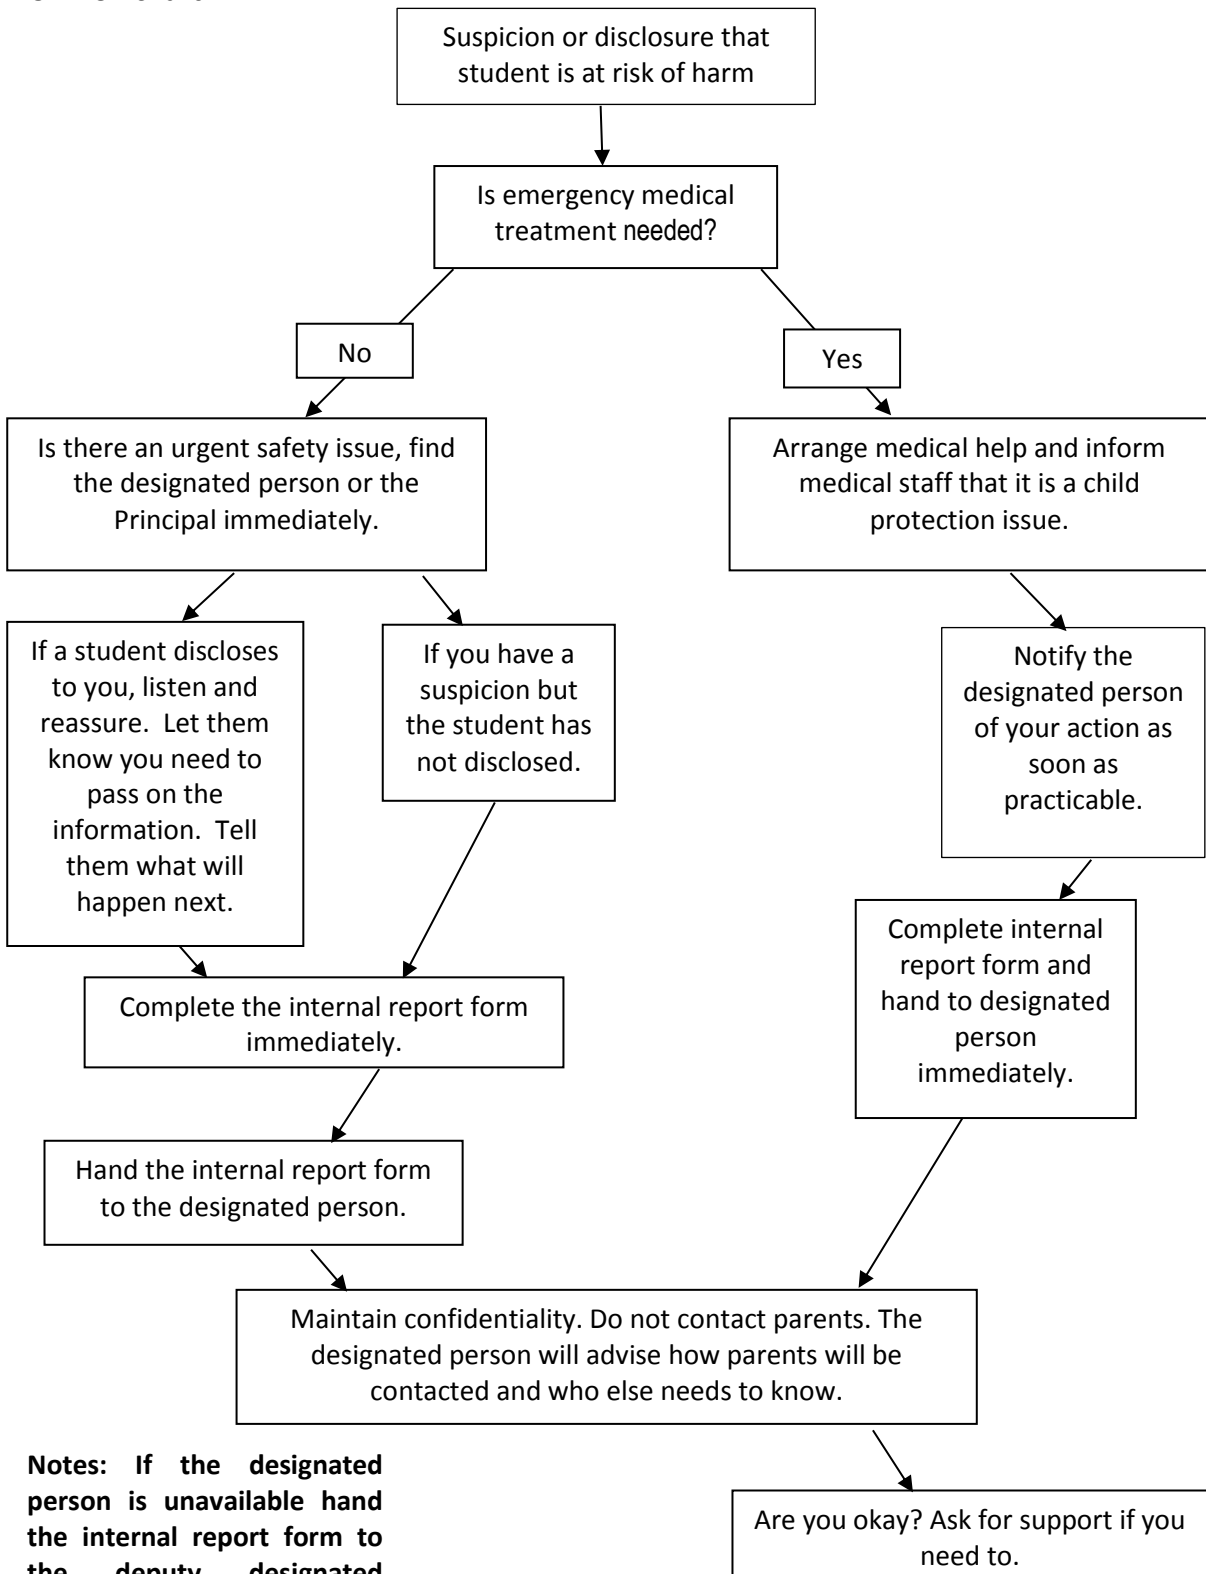 Suspicion or disclosure that
student is at risk of harm
Is emergency medical
treatment needed?
No
Yes
Is there an urgent safety issue, find
the designated person or the
Principal immediately.
Arrange medical help and inform
medical staff that it is a child
protection issue.
If a student discloses
to you, listen and
reassure. Let them
know you need to
pass on the
information. Tell
them what will
happen next.
If you have a
suspicion but
the student has
not disclosed.
Notify the
designated person
of your action as
soon as
practicable.
Complete internal
report form and
hand to designated
person
immediately.
Complete the internal report form
immediately.
Hand the internal report form
to the designated person.
Maintain confidentiality. Do not contact parents. The
designated person will advise how parents will be
contacted and who else needs to know.
Notes: If the designated
person is unavailable hand
the internal report form to
the deputy designated
Are you okay? Ask for support if you
need to.